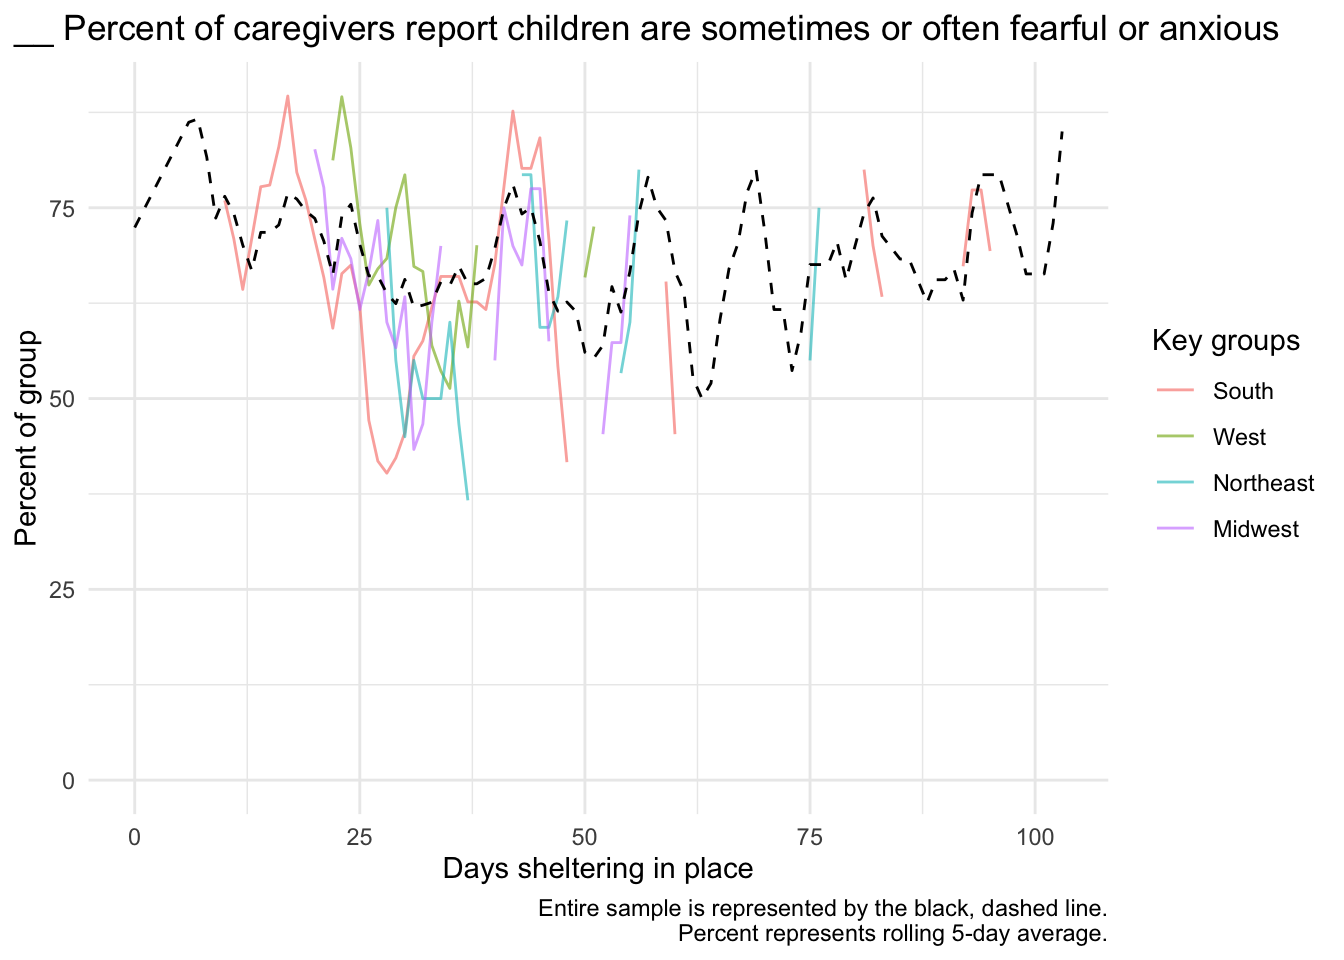 __ Percent of caregivers report children are sometimes or often fearful or anxious
Percent of group
75
50
25
0
0 25 50 75 100
Days sheltering in place
Key groups
South
West
Northeast
Midwest
Entire sample is represented by the black, dashed line.
Percent represents rolling 5-day average.